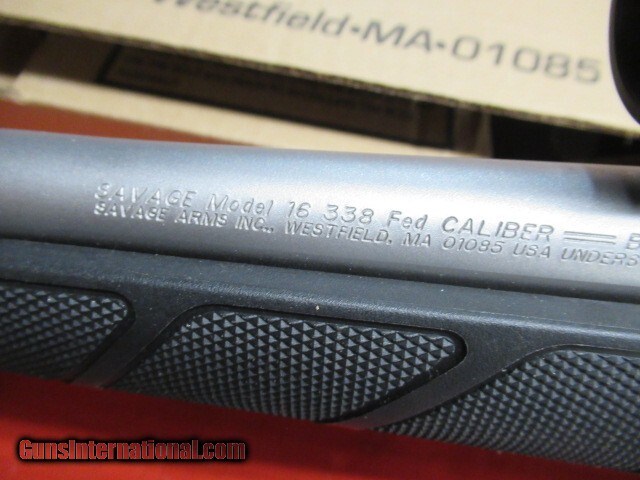 Westfield•MA•01085
SAVAGE Model 16 338 Fed CALIBER
SAVAGE ARMS INC., WESTFIELD, MA 01085 USA
GunsInternational.com